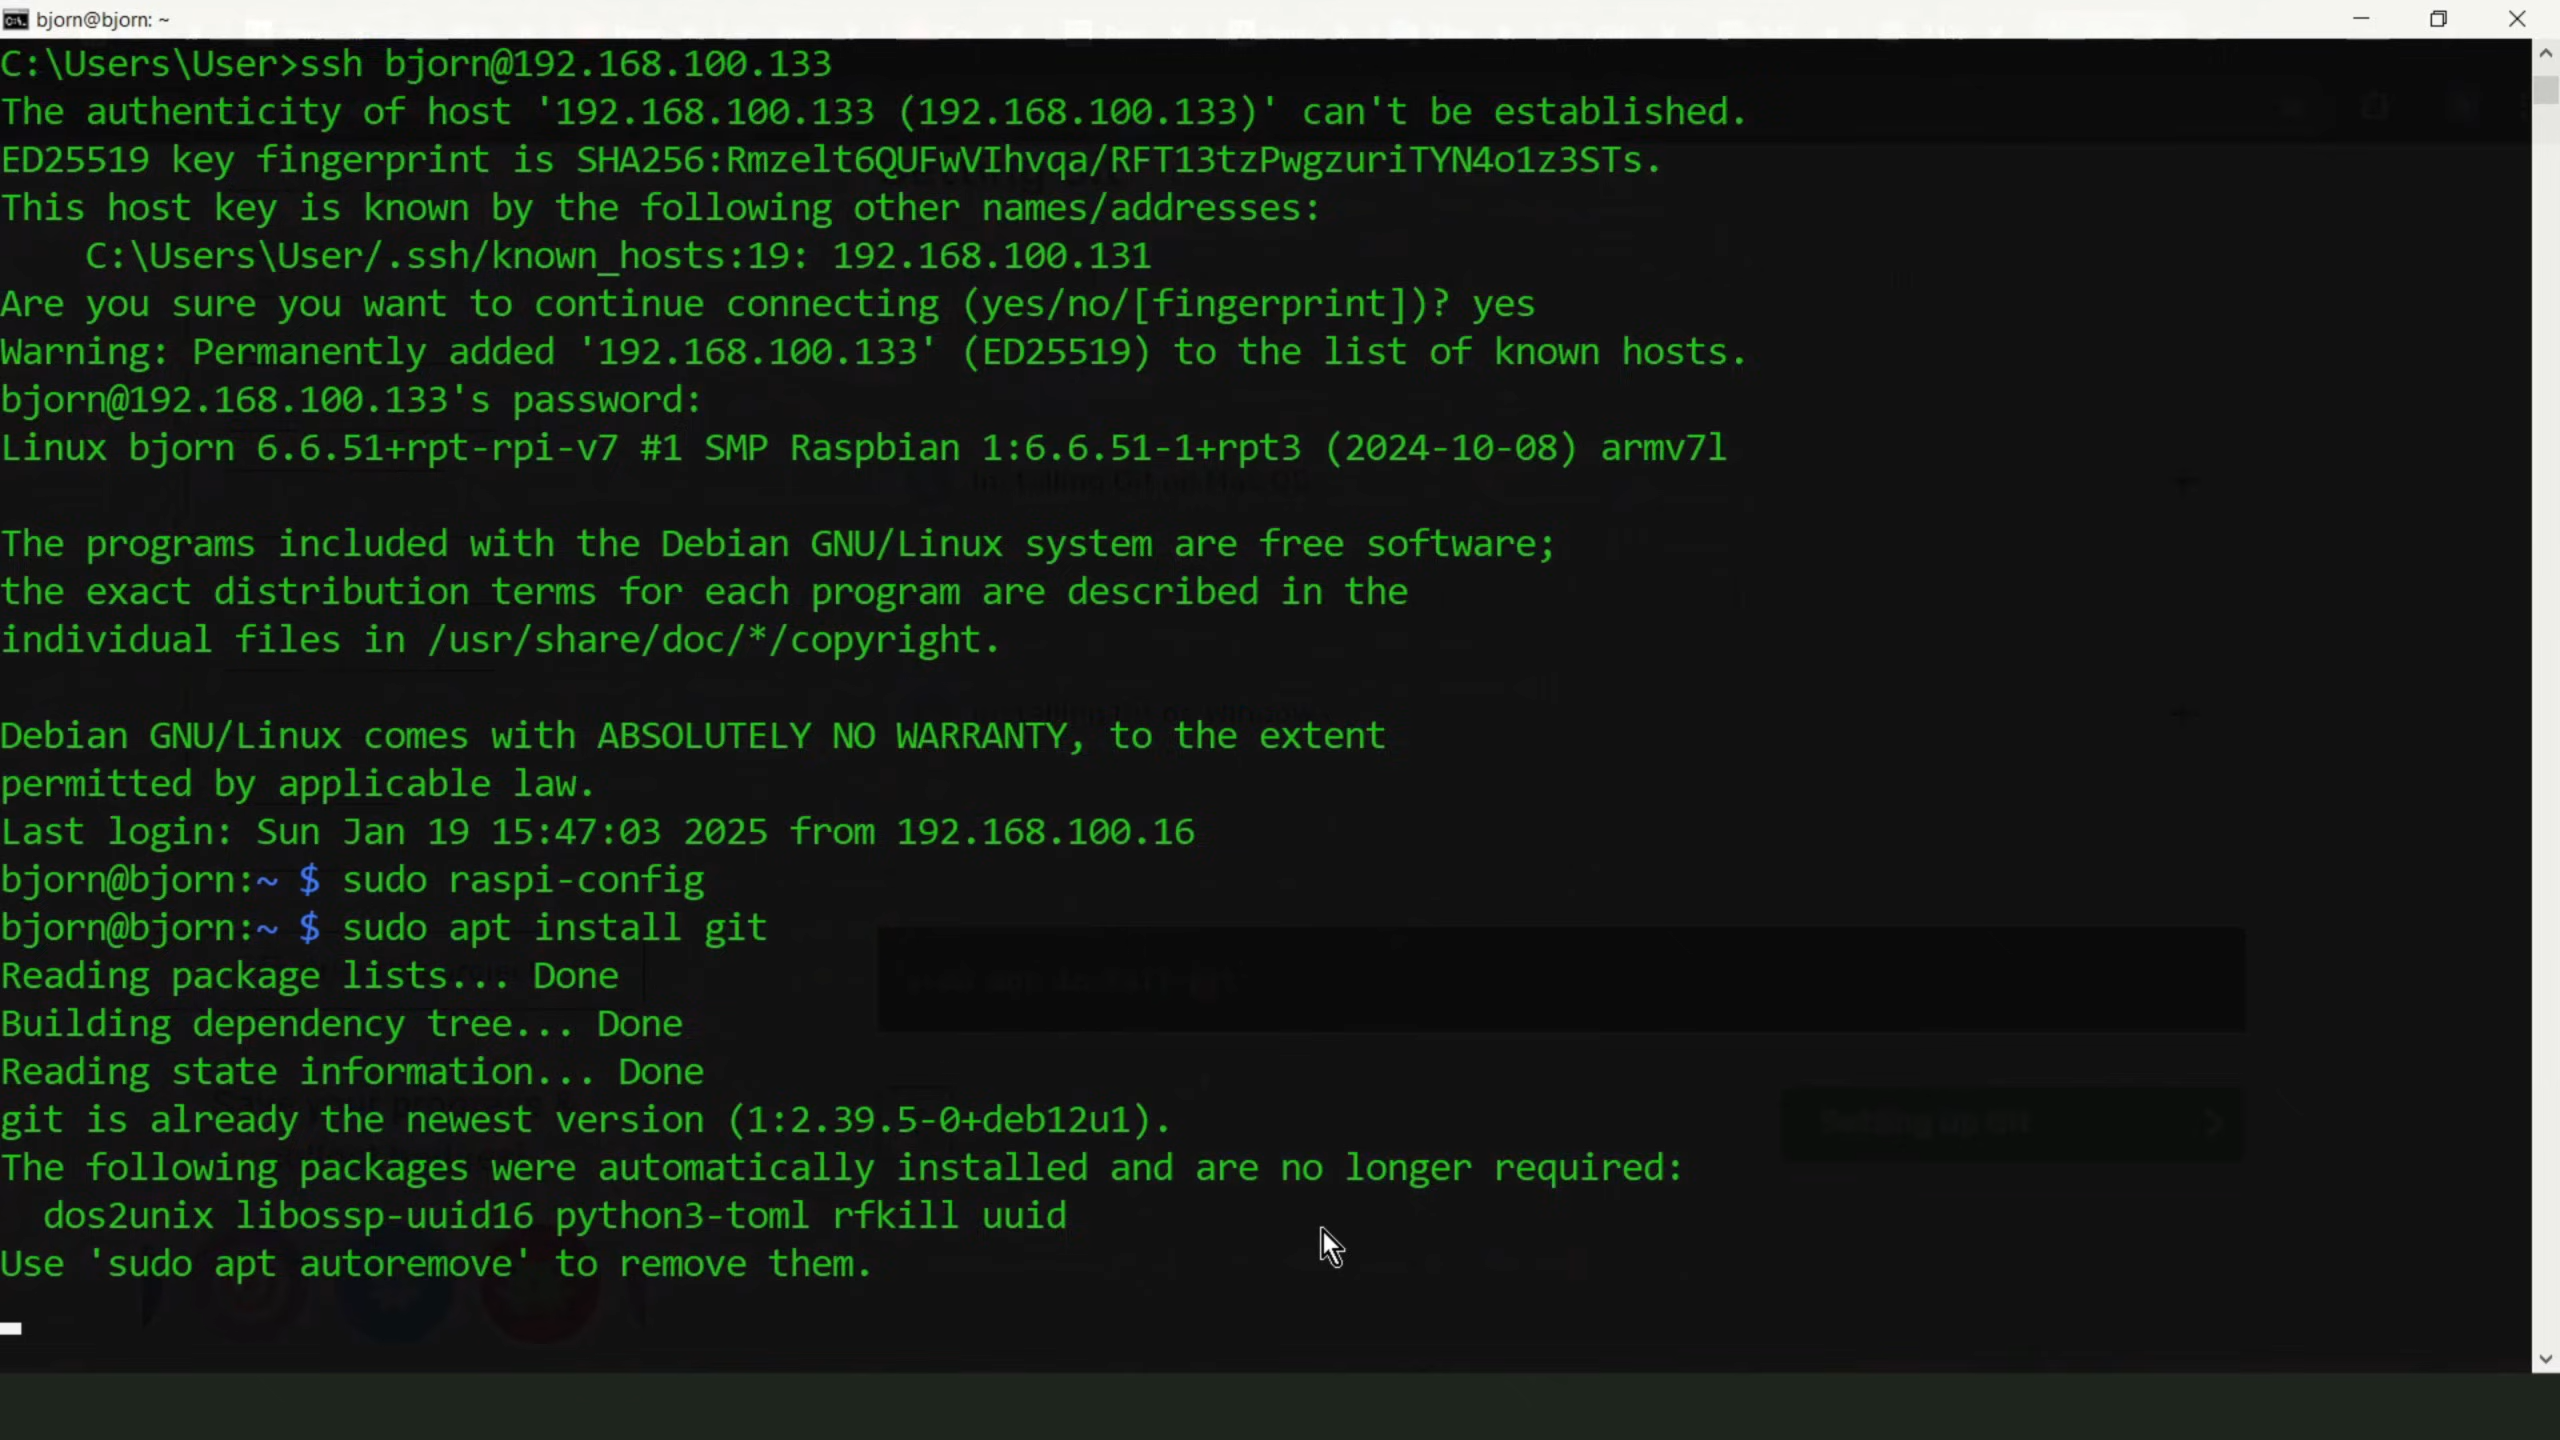 bjorn@bjorn: ~
C:\Users\User>ssh bjorn@192.168.100.133
The authenticity of host '192.168.100.133 (192.168.100.133)' can't be established.
ED25519 key fingerprint is SHA256:Rmzelt6QUFwVIhvqa/RFT13tzPwgzuriTYN4o1z3STs.
This host key is known by the following other names/addresses:
    C:\Users\User/.ssh/known_hosts:19: 192.168.100.131
Are you sure you want to continue connecting (yes/no/[fingerprint])? yes
Warning: Permanently added '192.168.100.133' (ED25519) to the list of known hosts.
bjorn@192.168.100.133's password:
Linux bjorn 6.6.51+rpt-rpi-v7 #1 SMP Raspbian 1:6.6.51-1+rpt3 (2024-10-08) armv7l
The programs included with the Debian GNU/Linux system are free software;
the exact distribution terms for each program are described in the
individual files in /usr/share/doc/*/copyright.
Debian GNU/Linux comes with ABSOLUTELY NO WARRANTY, to the extent
permitted by applicable law.
Last login: Sun Jan 19 15:47:03 2025 from 192.168.100.16
bjorn@bjorn:~ $ sudo raspi-config
bjorn@bjorn:~ $ sudo apt install git
Reading package lists... Done
Building dependency tree... Done
Reading state information... Done
git is already the newest version (1:2.39.5-0+deb12u1).
The following packages were automatically installed and are no longer required:
  dos2unix libossp-uuid16 python3-toml rfkill uuid
Use 'sudo apt autoremove' to remove them.